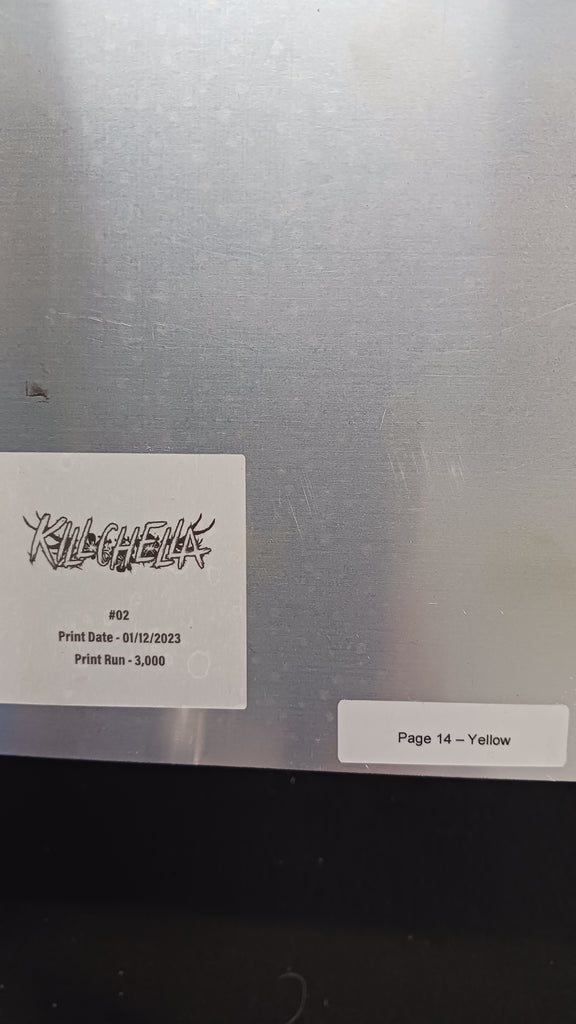 KILLCHELLA
#02
Print Date - 01/12/2023
Print Run - 3,000
Page 14 – Yellow